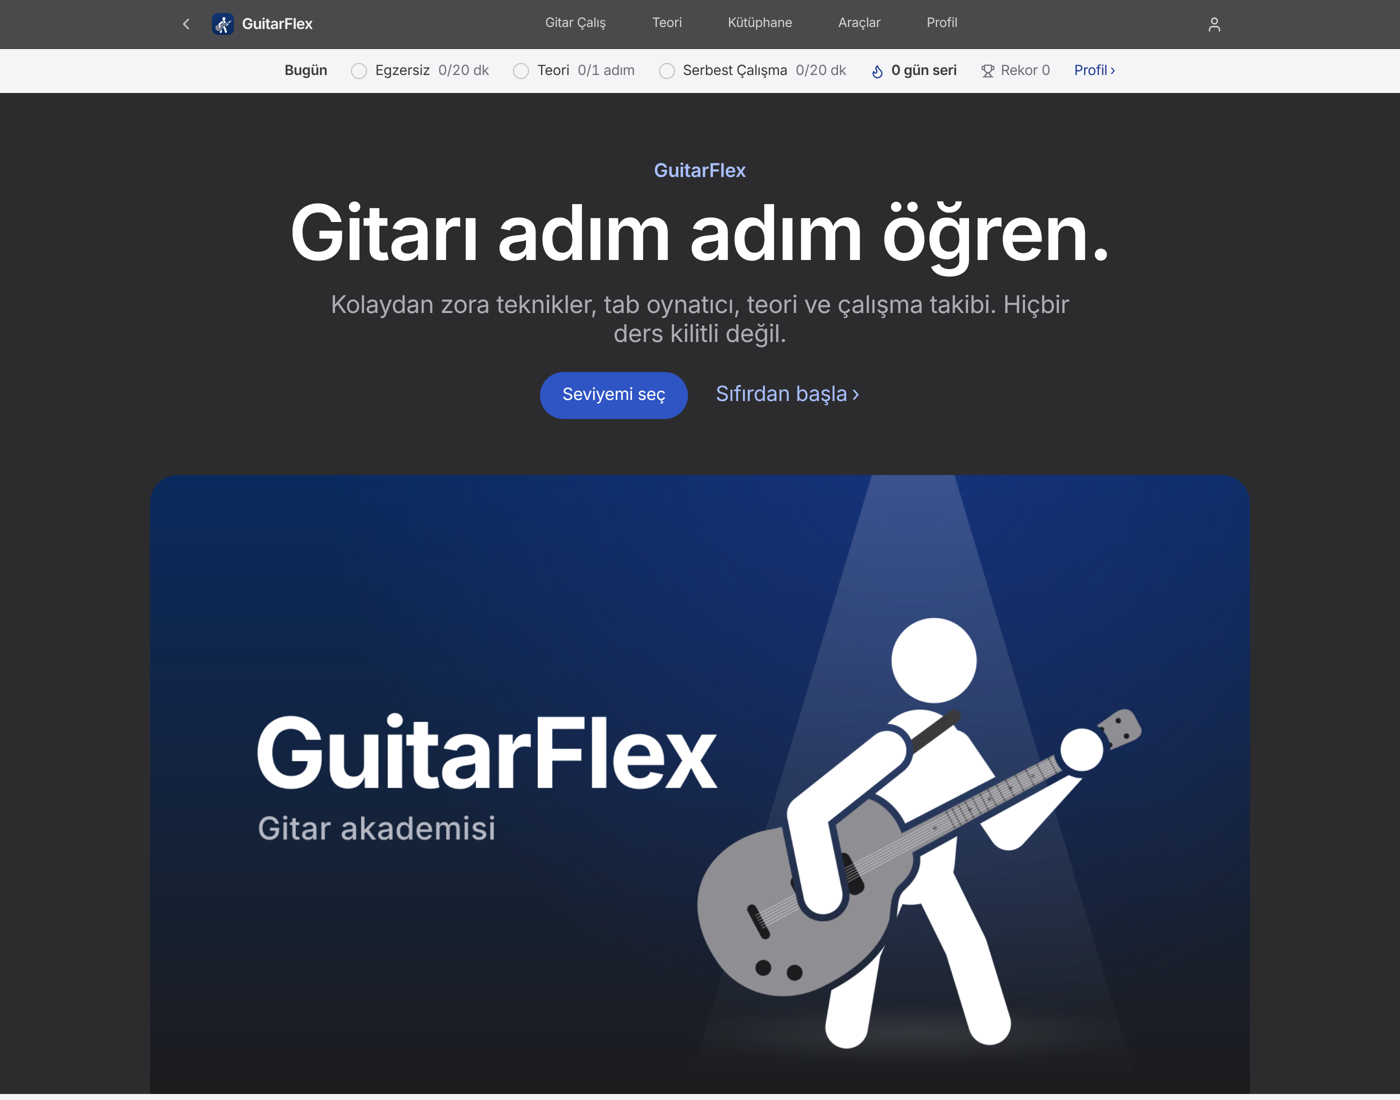 GuitarFlex
Gitar Çalış
Teori
Kütüphane
Araçlar
Profil
Bugün
Egzersiz 0/20 dk
Teori 0/1 adım
Serbest Çalışma 0/20 dk
0 gün seri
Rekor 0
Profil ›
GuitarFlex
Gitarı adım adım öğren.
Kolaydan zora teknikler, tab oynatıcı, teori ve çalışma takibi. Hiçbir
ders kilitli değil.
Seviyemi seç
Sıfırdan başla ›
GuitarFlex
Gitar akademisi